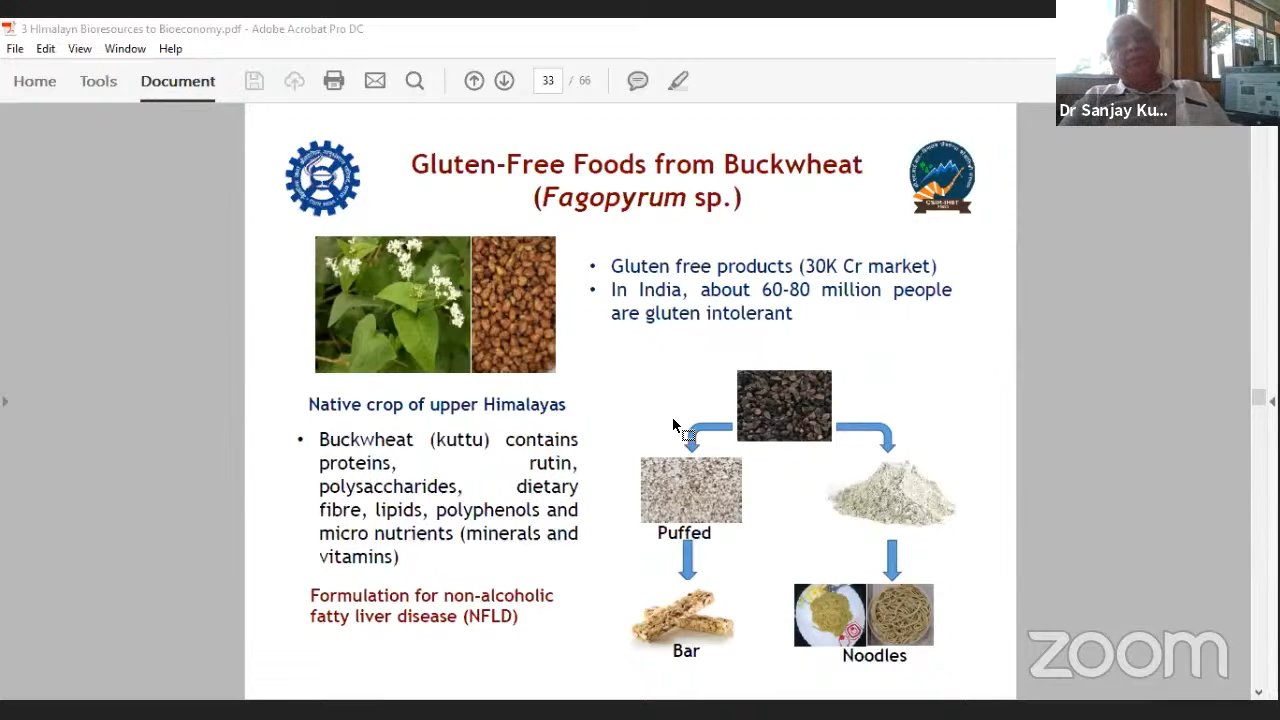 3 HImalayn Bioresources to Bioeconomy.pdf - Adobe Acrobat Pro DC
File Edit View Window Help
Home Tools Document 33 / 66
Dr Sanjay Ku...
Gluten-Free Foods from Buckwheat
(Fagopyrum sp.)
CSIR-IHBT
• Gluten free products (30K Cr market)
• In India, about 60-80 million people
are gluten intolerant
Native crop of upper Himalayas
• Buckwheat (kuttu) contains
proteins, rutin,
polysaccharides, dietary
fibre, lipids, polyphenols and
micro nutrients (minerals and
vitamins)
Formulation for non-alcoholic
fatty liver disease (NFLD)
Puffed
Bar
Noodles
zoom